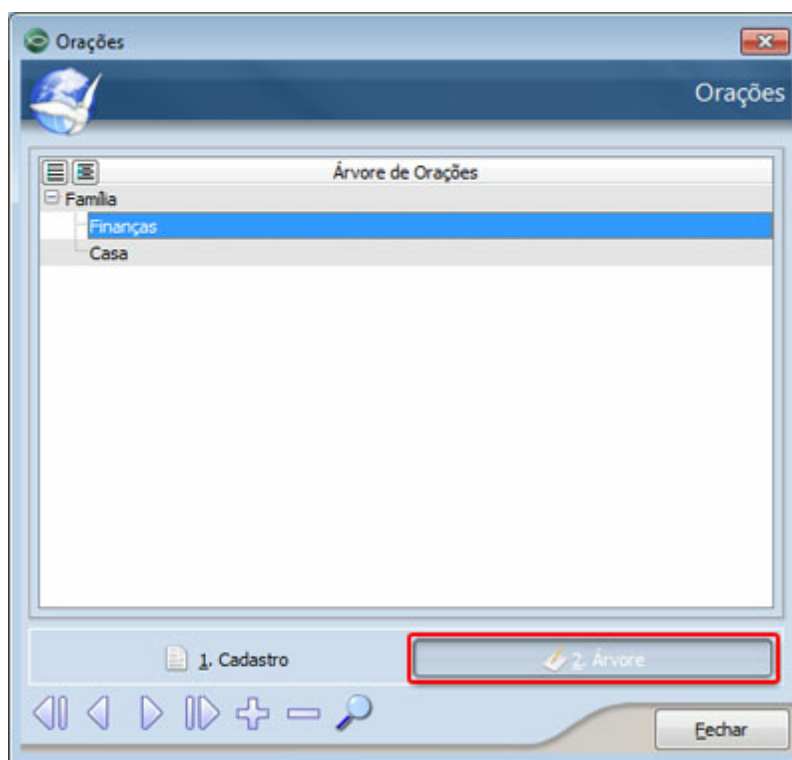 Orações
Orações
Árvore de Orações
Família
Finanças
Casa
1. Cadastro
2. Árvore
Fechar